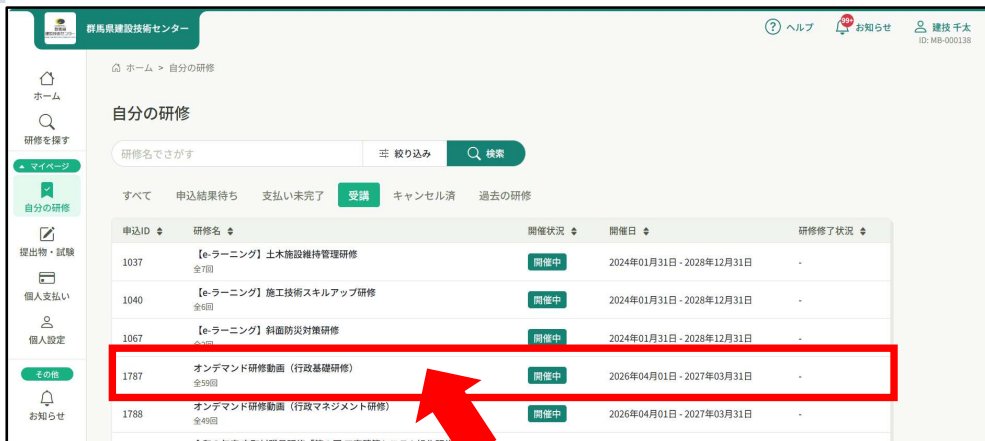 群馬県建設技術センター
ヘルプ
99+
お知らせ
建技 千太
ID: MB-000138
ホーム > 自分の研修
ホーム
研修を探す
マイページ
自分の研修
提出物・試験
個人支払い
個人設定
その他
お知らせ
自分の研修
研修名でさがす
絞り込み
検索
すべて 申込結果待ち 支払い未完了 受講 キャンセル済 過去の研修
申込ID 研修名 開催状況 開催日 研修修了状況
1037 【e-ラーニング】土木施設維持管理研修 開催中 2024年01月31日 - 2028年12月31日 -
全7回
1040 【e-ラーニング】施工技術スキルアップ研修 開催中 2024年01月31日 - 2028年12月31日 -
全6回
1067 【e-ラーニング】斜面防災対策研修 開催中 2024年01月31日 - 2028年12月31日 -
1787 オンデマンド研修動画（行政基礎研修） 開催中 2026年04月01日 - 2027年03月31日 -
全59回
1788 オンデマンド研修動画（行政マネジメント研修） 開催中 2026年04月01日 - 2027年03月31日 -
全49回